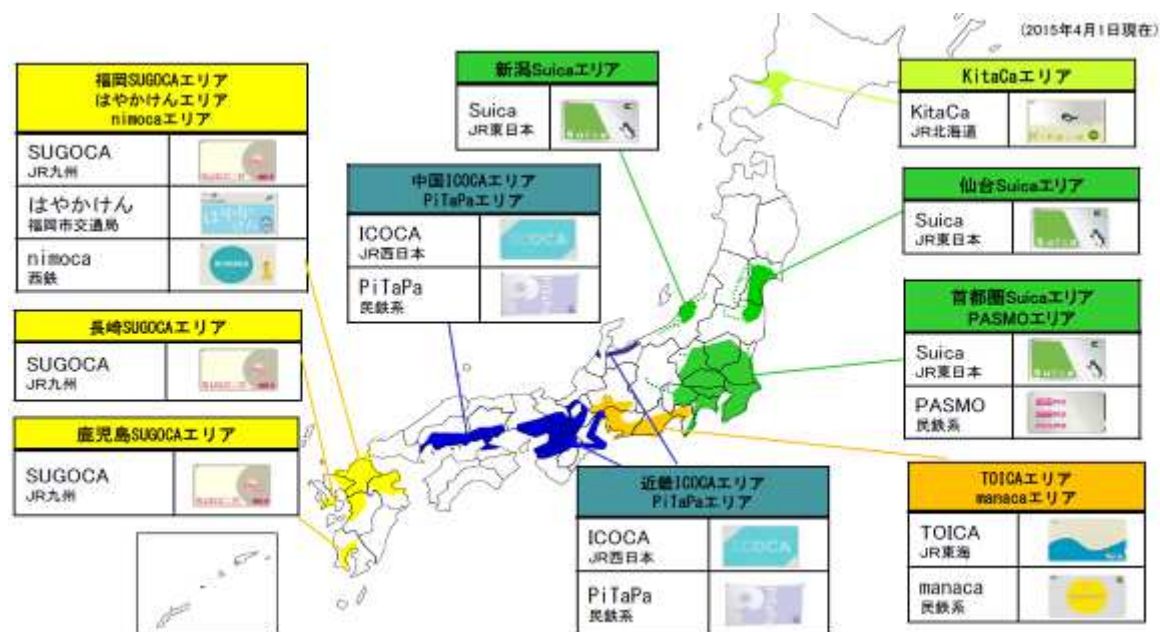 (2015年4月1日現在)
福岡SUGOCAエリア
はやかけんエリア
nimocaエリア
SUGOCA
JR九州
はやかけん
福岡市交通局
nimoca
西鉄
長崎SUGOCAエリア
SUGOCA
JR九州
鹿児島SUGOCAエリア
SUGOCA
JR九州
中国ICOCAエリア
PiTaPaエリア
ICOCA
JR西日本
PiTaPa
民鉄系
新潟Suicaエリア
Suica
JR東日本
KitaCaエリア
KitaCa
JR北海道
仙台Suicaエリア
Suica
JR東日本
首都圏Suicaエリア
PASMOエリア
Suica
JR東日本
PASMO
民鉄系
近畿ICOCAエリア
PiTaPaエリア
ICOCA
JR西日本
PiTaPa
民鉄系
TOICAエリア
manacaエリア
TOICA
JR東海
manaca
民鉄系